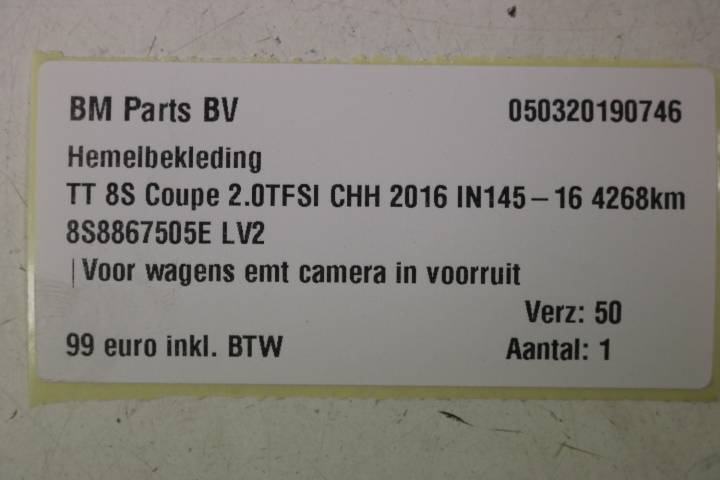 BM Parts BV 050320190746
Hemelbekleding
TT 8S Coupe 2.0TFSI CHH 2016 IN145-16 4268km
8S8867505E LV2
|Voor wagens emt camera in voorruit
Verz: 50
99 euro inkl. BTW Aantal: 1